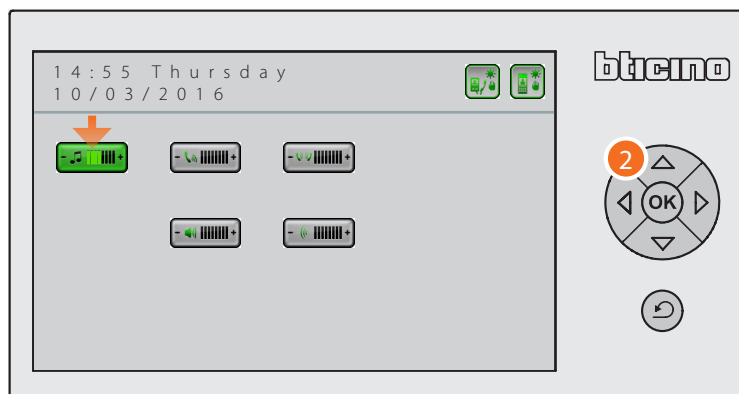 14:55 Thursday
10/03/2016
bticino
2
- +
- +
- +
OK
- +
- +